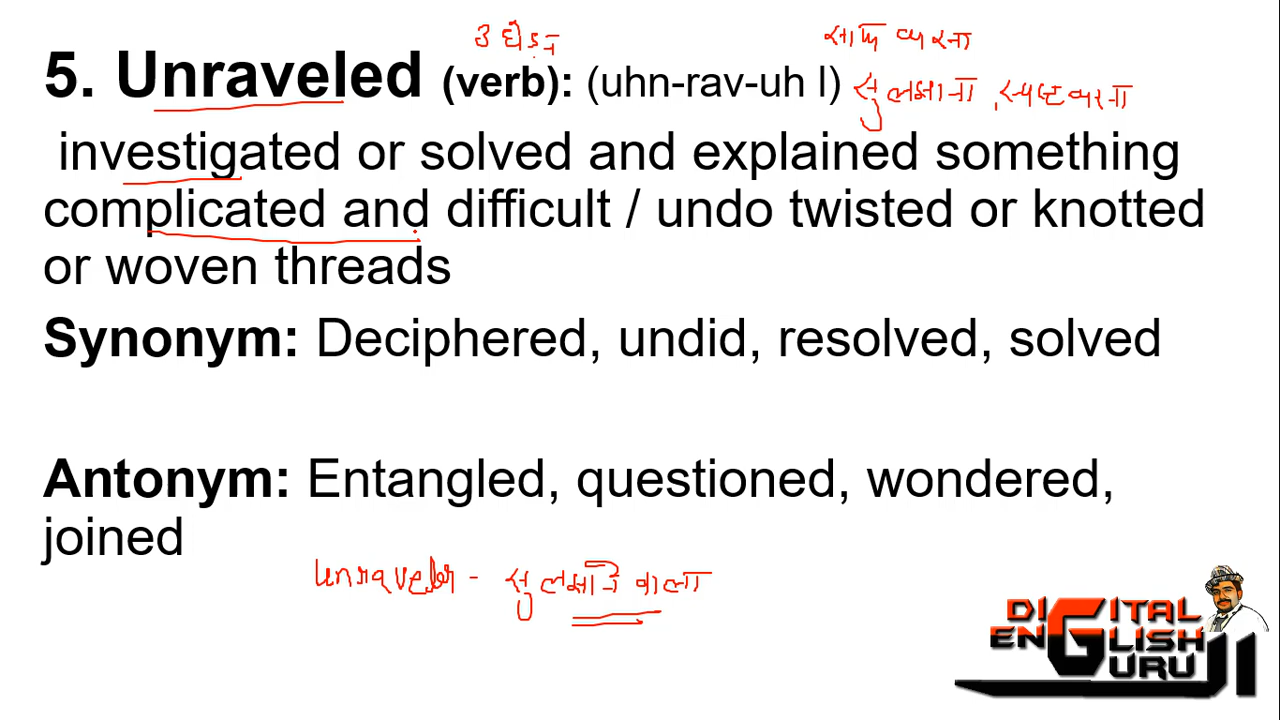 उधेड़न साफ करना
5. Unraveled (verb): (uhn-rav-uh l) सुलझाना, स्पष्ट करना
investigated or solved and explained something
complicated and difficult / undo twisted or knotted
or woven threads
Synonym: Deciphered, undid, resolved, solved
Antonym: Entangled, questioned, wondered,
joined
unraveler - सुलझाने वाला
DIGITAL
ENGLISH
GURU JI